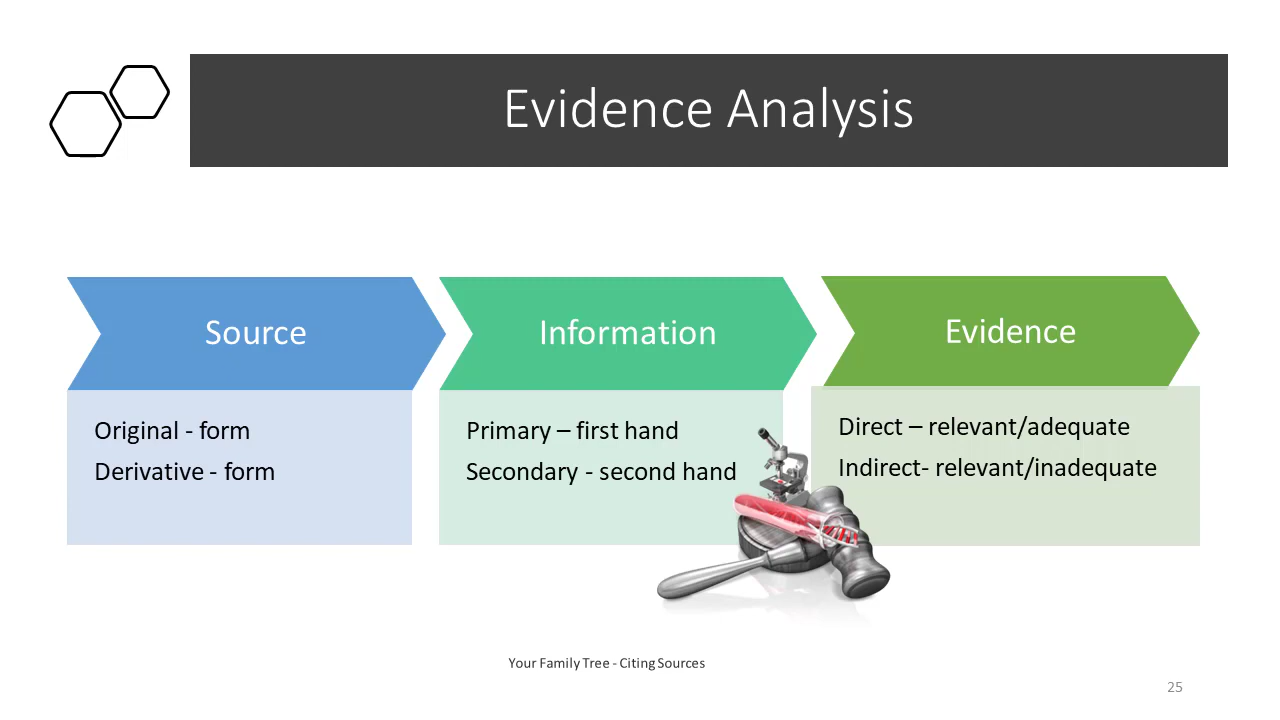 Evidence Analysis
Source
Original - form
Derivative - form
Information
Primary – first hand
Secondary - second hand
Evidence
Direct – relevant/adequate
Indirect- relevant/inadequate
Your Family Tree - Citing Sources
25